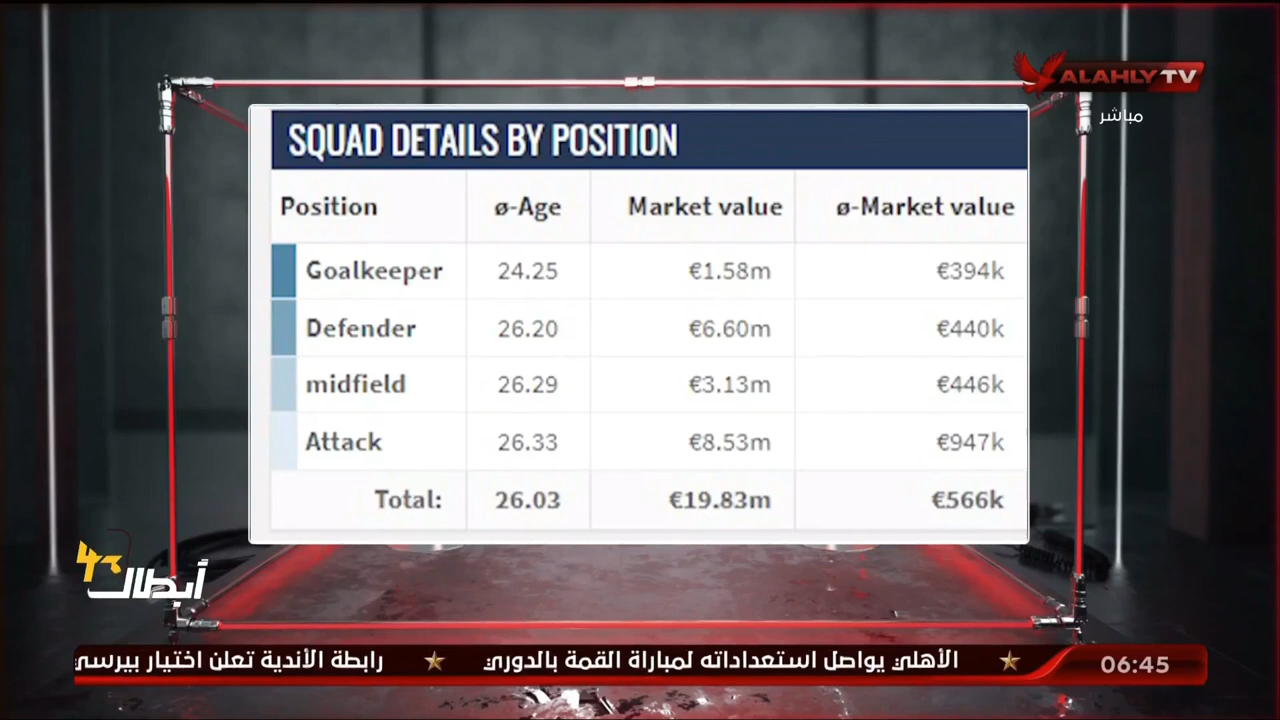 ALAHLY TV
مباشر
SQUAD DETAILS BY POSITION
Position ø-Age Market value ø-Market value
Goalkeeper 24.25 €1.58m €394k
Defender 26.20 €6.60m €440k
midfield 26.29 €3.13m €446k
Attack 26.33 €8.53m €947k
Total: 26.03 €19.83m €566k
أبطال
الأهلي يواصل استعداداته لمباراة القمة بالدوري ★ رابطة الأندية تعلن اختيار بيرسي
06:45